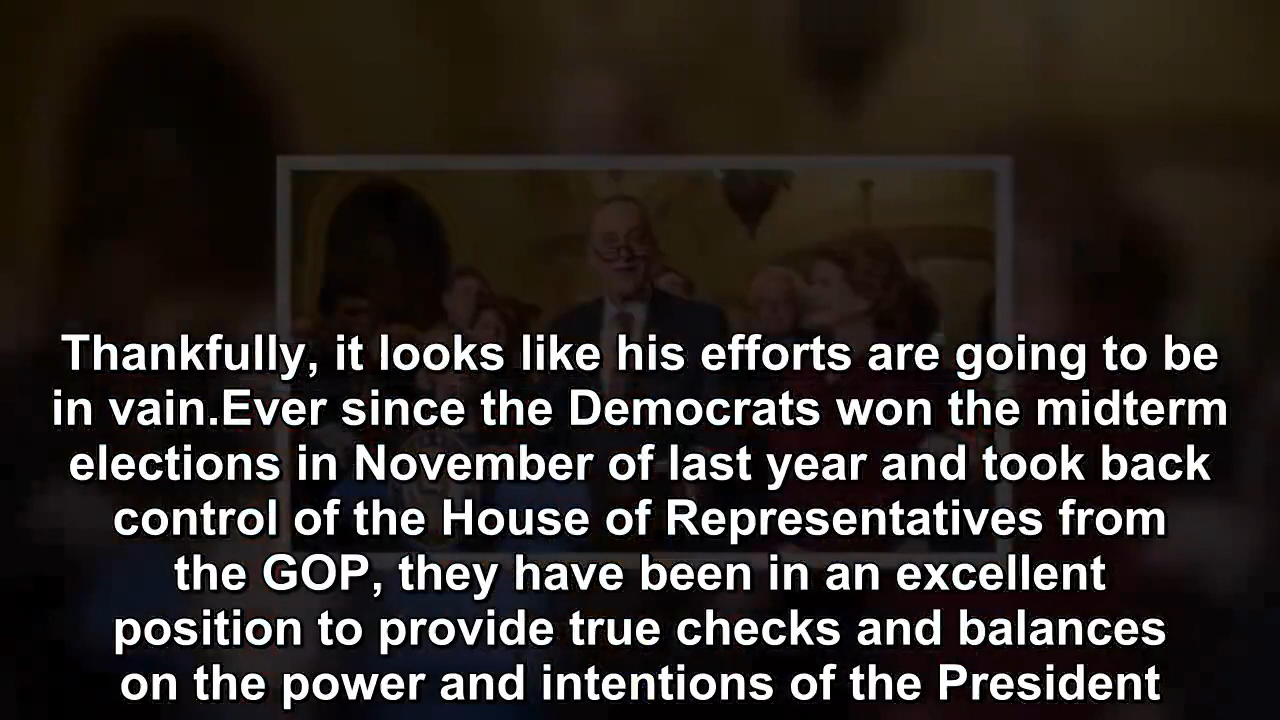 Thankfully, it looks like his efforts are going to be
in vain.Ever since the Democrats won the midterm
elections in November of last year and took back
control of the House of Representatives from
the GOP, they have been in an excellent
position to provide true checks and balances
on the power and intentions of the President